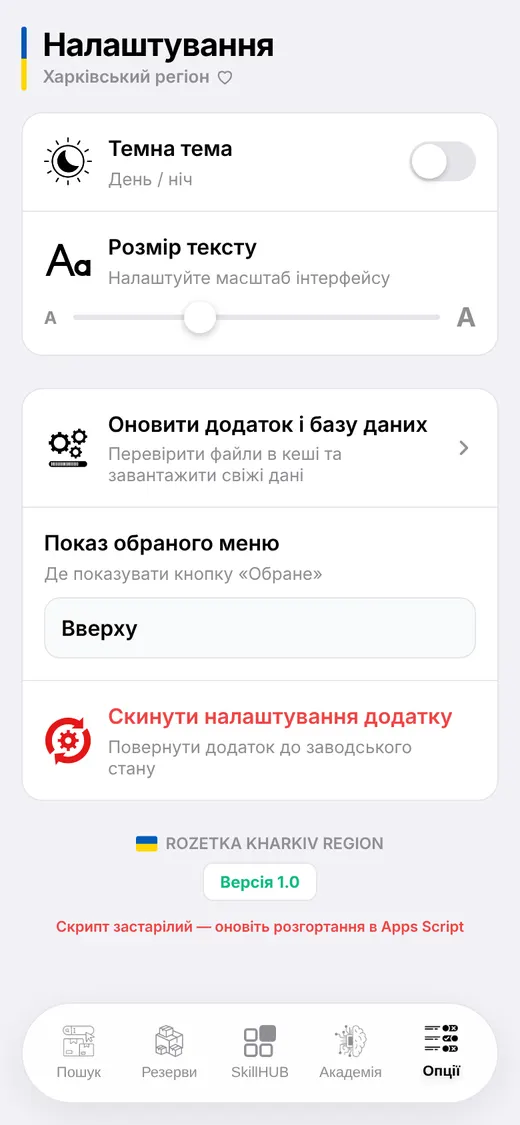 Налаштування
Харківський регіон
Темна тема
День / ніч
Aa
Розмір тексту
Налаштуйте масштаб інтерфейсу
A
A
Оновити додаток і базу даних
Перевірити файли в кеші та
завантажити свіжі дані
Показ обраного меню
Де показувати кнопку «Обране»
Вверху
Скинути налаштування додатку
Повернути додаток до заводського
стану
ROZETKA KHARKIV REGION
Версія 1.0
Скрипт застарілий — оновіть розгортання в Apps Script
Пошук
Резерви
SkillHUB
Академія
Опції